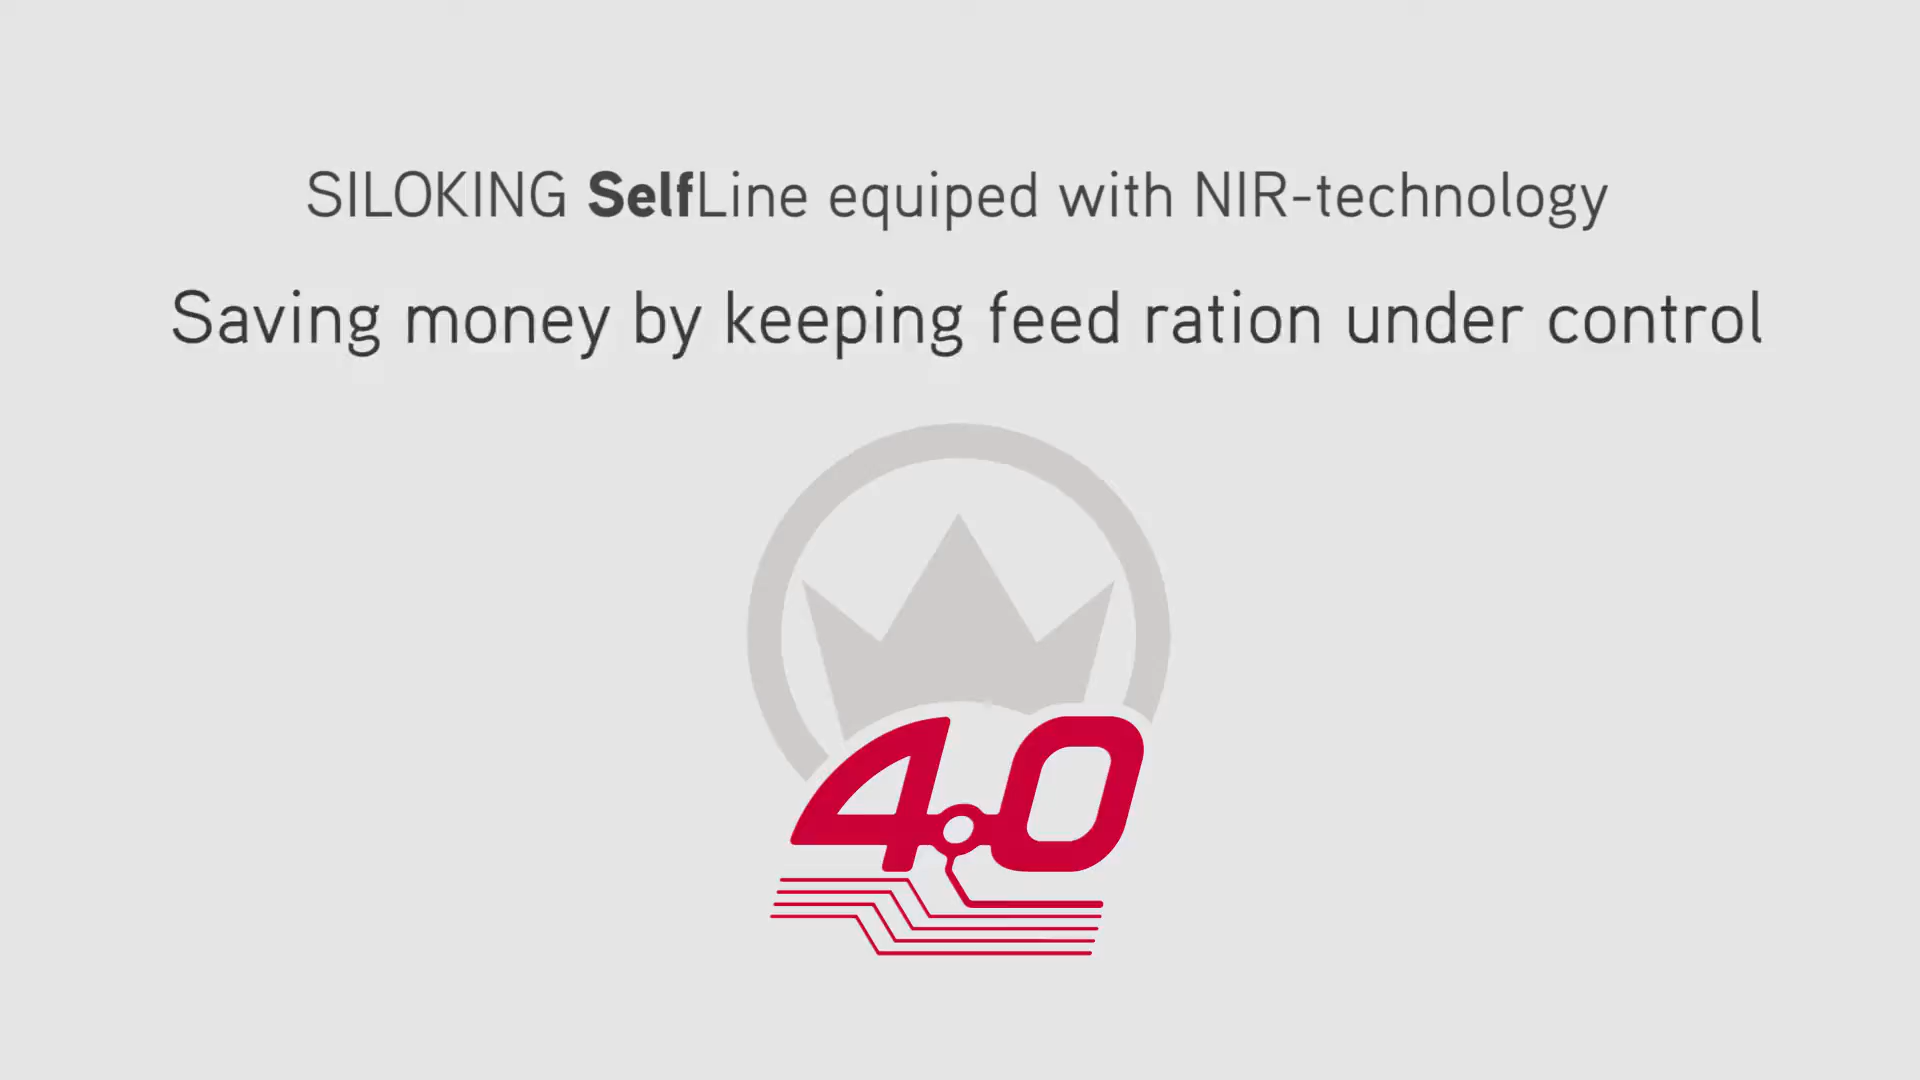 SILOKING SelfLine equiped with NIR-technology
Saving money by keeping feed ration under control
4.0